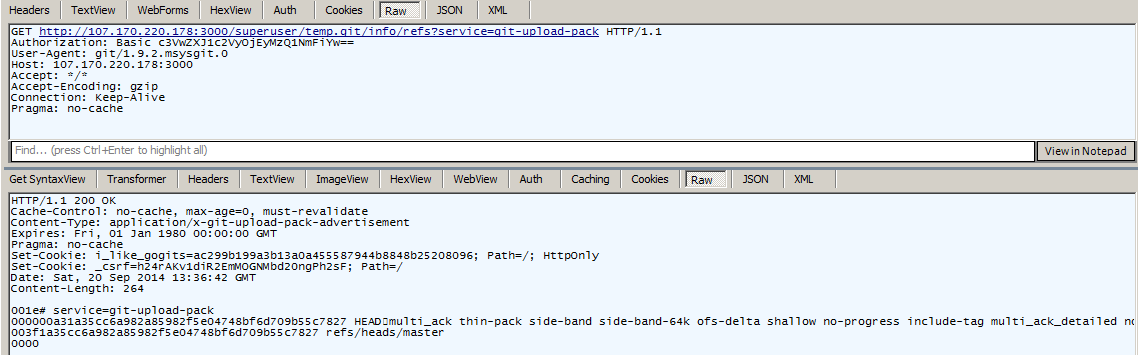 Headers TextView WebForms HexView Auth Cookies Raw JSON XML
GET http://107.170.220.178:3000/superuser/temp.git/info/refs?service=git-upload-pack HTTP/1.1
Authorization: Basic c3VwZXJ1c2VyOjEyMzQ1NmFiYw==
User-Agent: git/1.9.2.msysgit.0
Host: 107.170.220.178:3000
Accept: */*
Accept-Encoding: gzip
Connection: Keep-Alive
Pragma: no-cache
Find... (press Ctrl+Enter to highlight all) View in Notepad
Get SyntaxView Transformer Headers TextView ImageView HexView WebView Auth Caching Cookies Raw JSON XML
HTTP/1.1 200 OK
Cache-Control: no-cache, max-age=0, must-revalidate
Content-Type: application/x-git-upload-pack-advertisement
Expires: Fri, 01 Jan 1980 00:00:00 GMT
Pragma: no-cache
Set-Cookie: i_like_gogits=ac299b199a3b13a0a455587944b8848b25208096; Path=/; HttpOnly
Set-Cookie: _csrf=h24rAKv1diR2EmMOGNMbd20ngPh2sF; Path=/
Date: Sat, 20 Sep 2014 13:36:42 GMT
Content-Length: 264
001e# service=git-upload-pack
000000a31a35cc6a982a85982f5e04748bf6d709b55c7827 HEAD multi_ack thin-pack side-band side-band-64k ofs-delta shallow no-progress include-tag multi_ack_detailed no
003f1a35cc6a982a85982f5e04748bf6d709b55c7827 refs/heads/master
0000